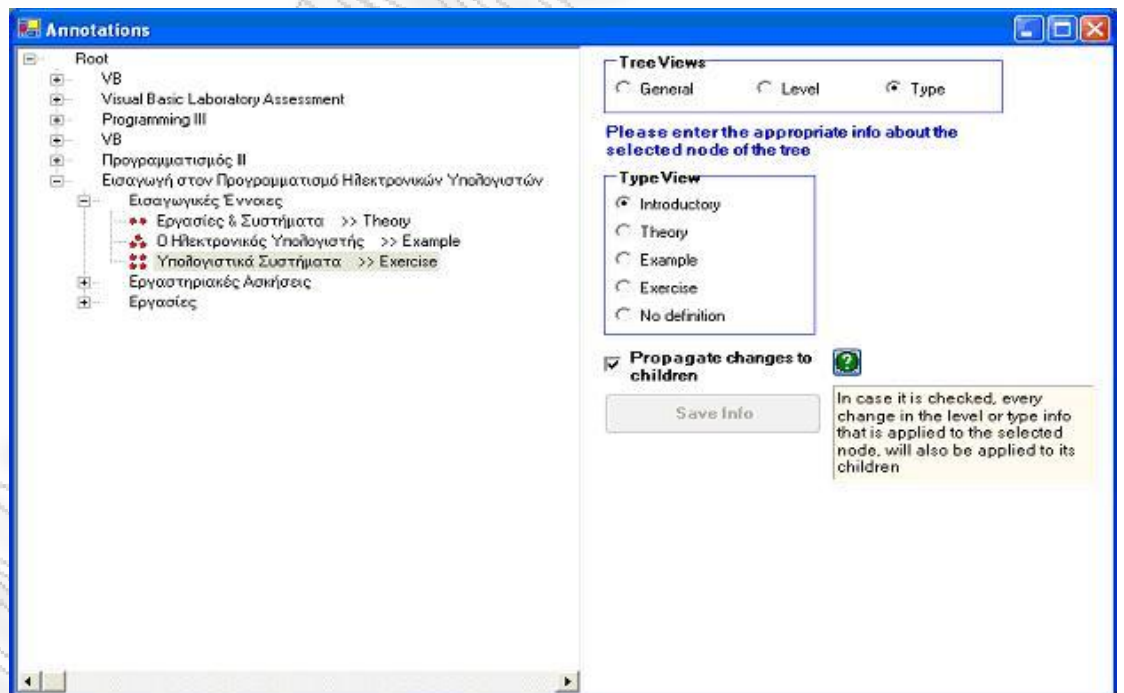 Annotations
Root
VB
Visual Basic Laboratory Assessment
Programming III
VB
Προγραμματισμός II
Εισαγωγή στον Προγραμματισμό Ηλεκτρονικών Υπολογιστών
Εισαγωγικές Έννοιες
Εργασίες & Συστήματα >> Theory
Ο Ηλεκτρονικός Υπολογιστής >> Example
Υπολογιστικά Συστήματα >> Exercise
Εργαστηριακές Ασκήσεις
Εργασίες
Tree Views
General Level Type
Please enter the appropriate info about the
selected node of the tree
Type View
Introductory
Theory
Example
Exercise
No definition
Propagate changes to
children
?
Save Info
In case it is checked, every
change in the level or type info
that is applied to the selected
node, will also be applied to its
children